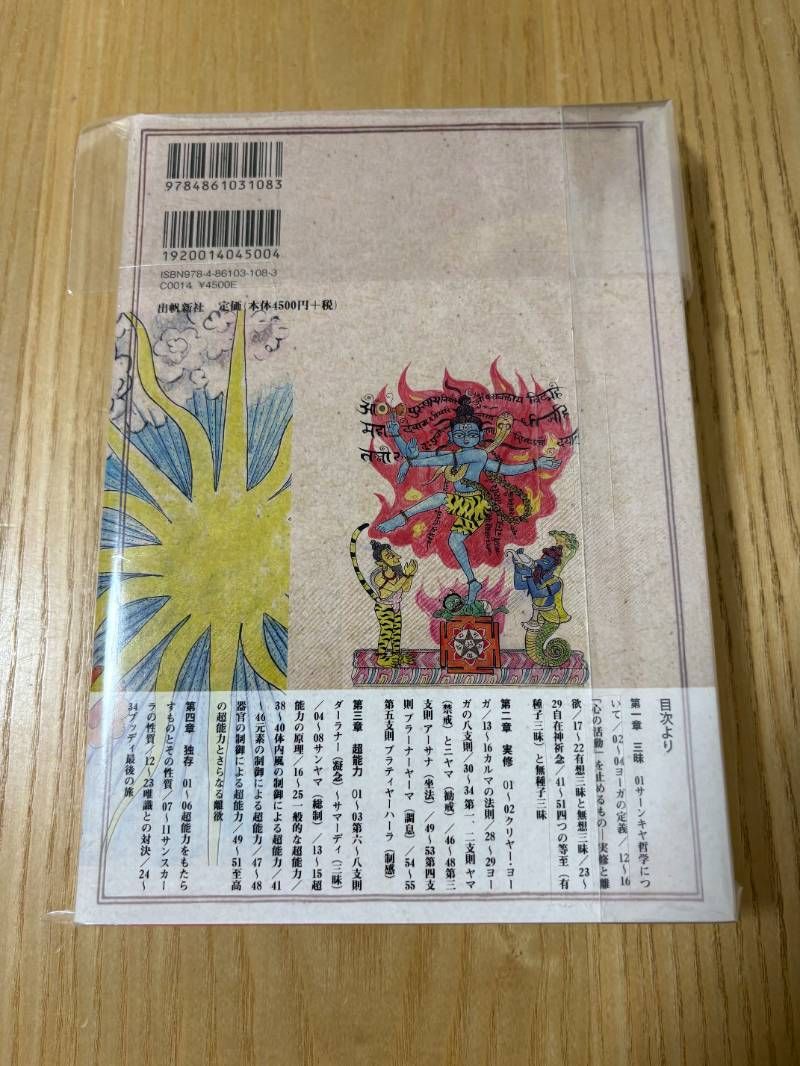 9784861031083
1920014045004
ISBN978-4-86103-108-3
C0014 ¥4500E
出帆新社 定価(本体4500円+税)
目次より
第一章 三昧 01サーンキヤ哲学につ
いて/02〜04ヨーガの定義/12〜16
「心の活動」を止めるもの—実修と離
欲/17〜22有想三昧と無想三昧/23〜
29自在神祈念/41〜51四つの等至(有
種子三昧)と無種子三昧
第二章 実修 01〜02クリヤー・ヨー
ガ/13〜16カルマの法則/28〜29ヨー
ガの八支則/30〜34第一、二支則 ヤマ
(禁戒)とニヤマ(勧戒)/46〜48第三
支則 アーサナ(坐法)/49〜53第四支
則 プラーナーヤーマ(調息)/54〜55
第五支則 プラティヤーハーラ(制感)
第三章 超能力 01〜03第六〜八支則
ダーラナー(凝念)〜サマーディ(三昧)
/04〜08サンヤマ(総制) 13〜15超
能力の原理/16〜25一般的な超能力/
38〜40体内風の制御による超能力/41
〜46元素の制御による超能力/47〜48
器官の制御による超能力/49〜51至高
の超能力とさらなる離欲
第四章 独存 01〜06超能力をもたら
すものとその性質/07〜11サンスカー
ラの性質/12〜23唯識との対決/24〜
34ブッディ最後の旅